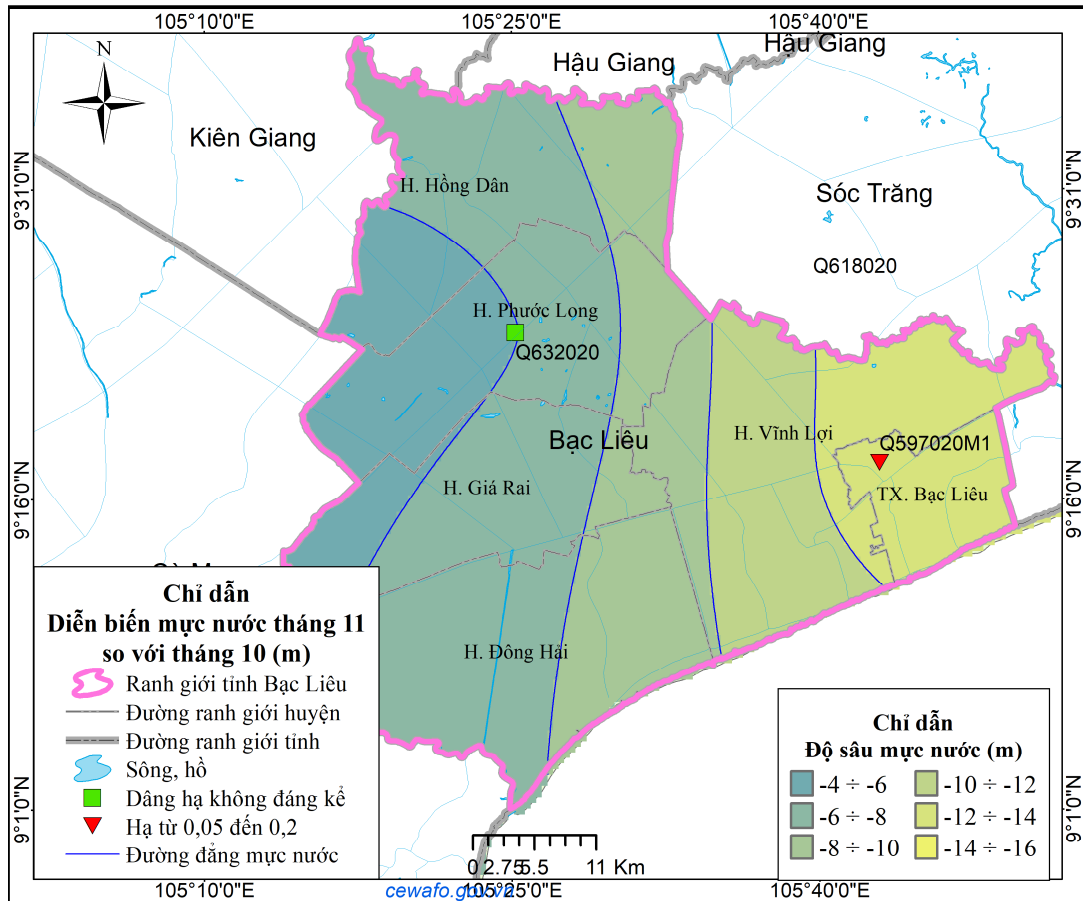 105°10'0"E 105°25'0"E 105°40'0"E
N
Hậu Giang
Hậu Giang
Kiên Giang
9°31'0"N
9°31'0"N
H. Hồng Dân
Sóc Trăng
Q618020
H. Phước Long
Q632020
Bạc Liêu
H. Vĩnh Lợi
Q597020M1
H. Giá Rai
TX. Bạc Liêu
9°16'0"N
9°16'0"N
H. Đông Hải
Chỉ dẫn
Diễn biến mực nước tháng 11
so với tháng 10 (m)
Ranh giới tỉnh Bạc Liêu
Đường ranh giới huyện
Đường ranh giới tỉnh
Sông, hồ
Dâng hạ không đáng kể
Hạ từ 0,05 đến 0,2
Đường đẳng mực nước
Chỉ dẫn
Độ sâu mực nước (m)
-4 ÷ -6 -10 ÷ -12
-6 ÷ -8 -12 ÷ -14
-8 ÷ -10 -14 ÷ -16
9°1'0"N
9°1'0"N
0 2.75 5.5 11 Km
105°10'0"E 105°25'0"E 105°40'0"E
cewafo.gov.vn